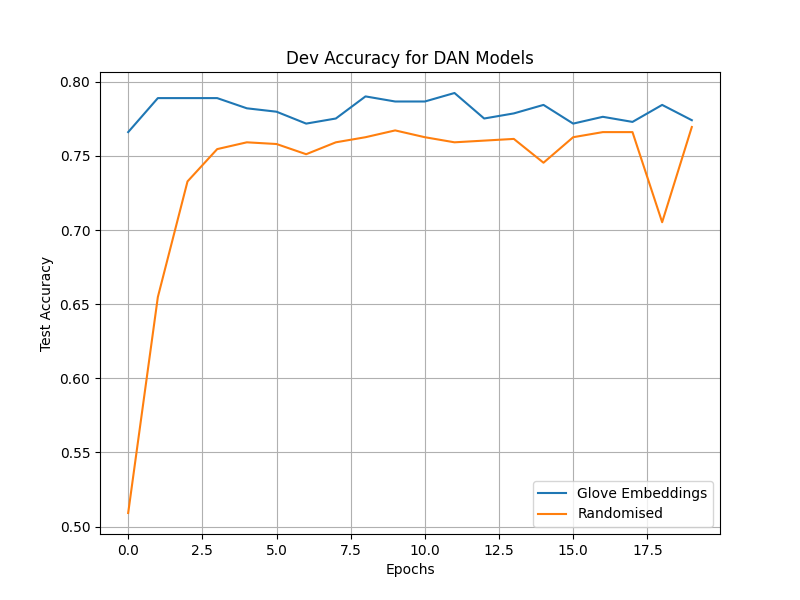 Dev Accuracy for DAN Models
0.80
0.75
0.70
0.65
0.60
0.55
0.50
Test Accuracy
Glove Embeddings
Randomised
0.0 2.5 5.0 7.5 10.0 12.5 15.0 17.5
Epochs